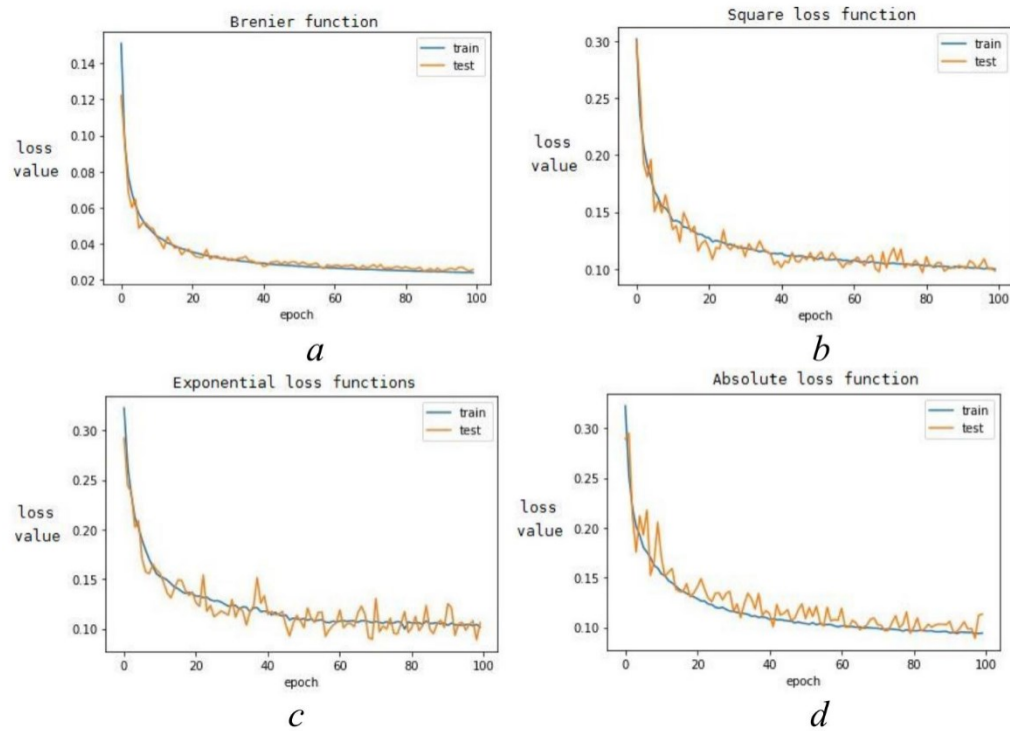 Brenier function
train
test
0.14
0.12
0.10
0.08
0.06
0.04
0.02
loss
value
0 20 40 60 80 100
epoch
a
Square loss function
train
test
0.30
0.25
0.20
0.15
0.10
loss
value
0 20 40 60 80 100
epoch
b
Exponential loss functions
train
test
0.30
0.25
0.20
0.15
0.10
loss
value
0 20 40 60 80 100
epoch
c
Absolute loss function
train
test
0.30
0.25
0.20
0.15
0.10
loss
value
0 20 40 60 80 100
epoch
d